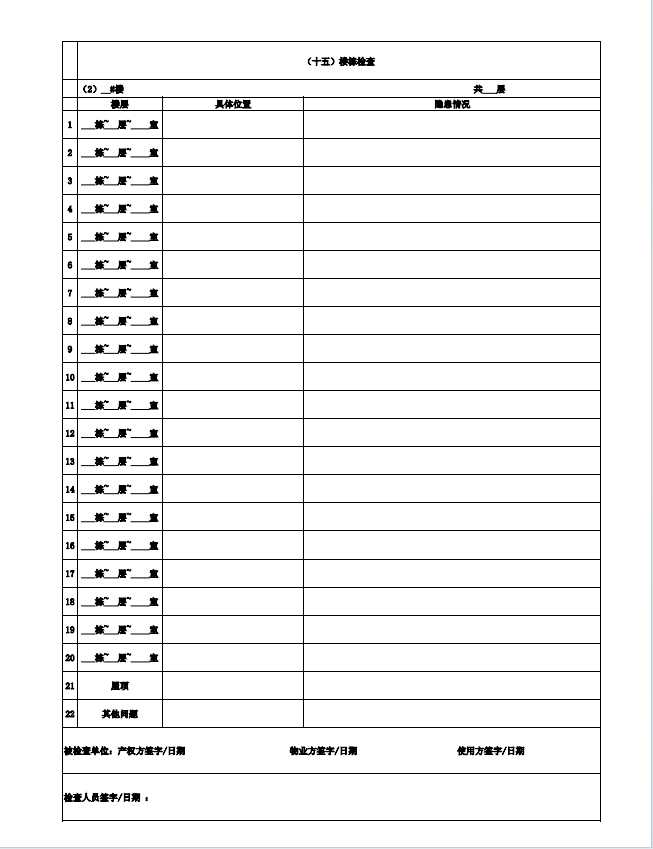 （十五）楼栋检查
（2）__#楼 共___层
楼层 具体位置 隐患情况
1 ___栋~__层~____室
2 ___栋~__层~____室
3 ___栋~__层~____室
4 ___栋~__层~____室
5 ___栋~__层~____室
6 ___栋~__层~____室
7 ___栋~__层~____室
8 ___栋~__层~____室
9 ___栋~__层~____室
10 ___栋~__层~____室
11 ___栋~__层~____室
12 ___栋~__层~____室
13 ___栋~__层~____室
14 ___栋~__层~____室
15 ___栋~__层~____室
16 ___栋~__层~____室
17 ___栋~__层~____室
18 ___栋~__层~____室
19 ___栋~__层~____室
20 ___栋~__层~____室
21 屋顶
22 其他问题
被检查单位：产权方签字/日期 物业方签字/日期 使用方签字/日期
检查人员签字/日期 ：